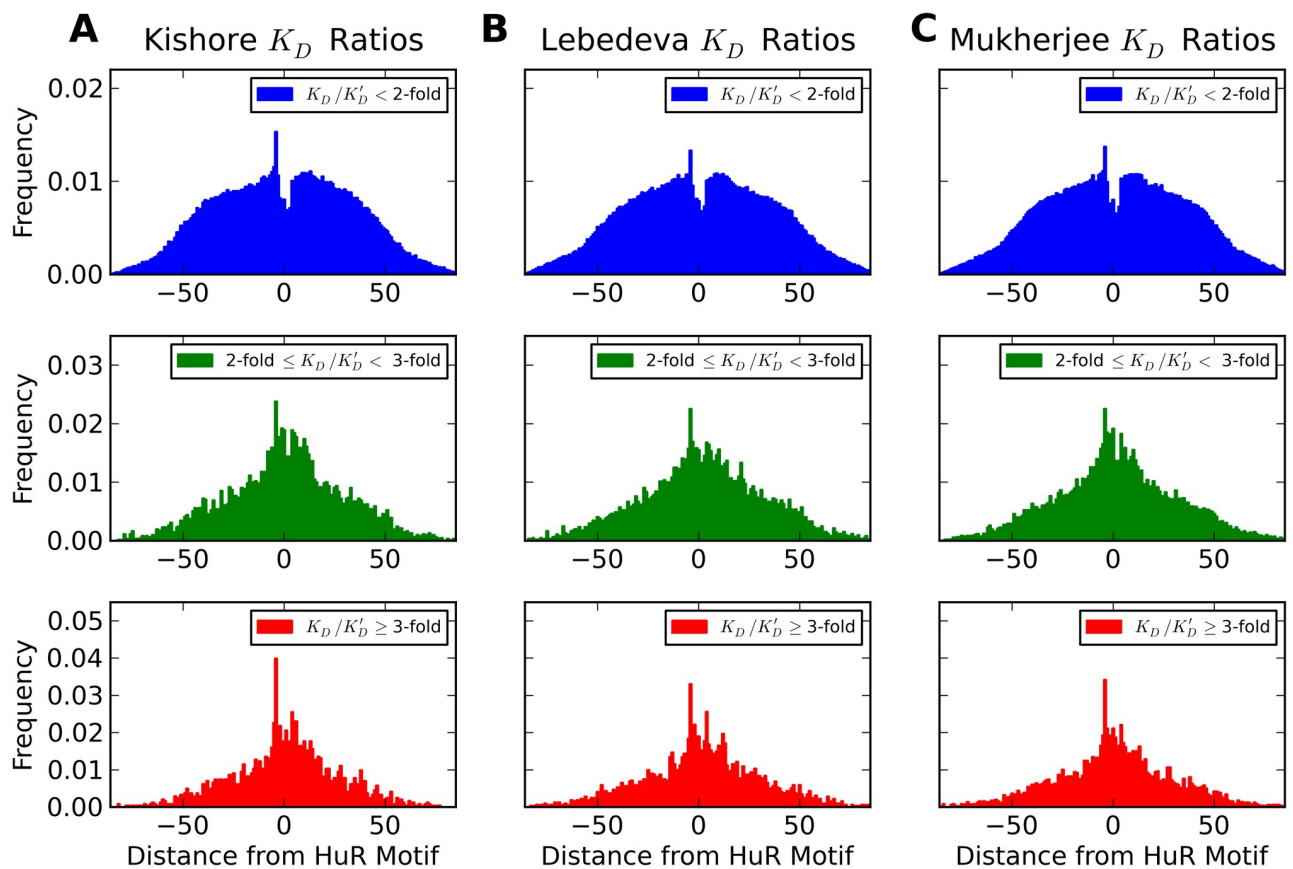 A Kishore K_D Ratios
B Lebedeva K_D Ratios
C Mukherjee K_D Ratios
Frequency
0.02
0.01
0.00
K_D/K′_D < 2-fold
K_D/K′_D < 2-fold
K_D/K′_D < 2-fold
−50 0 50
−50 0 50
−50 0 50
Frequency
0.03
0.02
0.01
0.00
2-fold ≤ K_D/K′_D < 3-fold
2-fold ≤ K_D/K′_D < 3-fold
2-fold ≤ K_D/K′_D < 3-fold
−50 0 50
−50 0 50
−50 0 50
Frequency
0.05
0.04
0.03
0.02
0.01
0.00
K_D/K′_D ≥ 3-fold
K_D/K′_D ≥ 3-fold
K_D/K′_D ≥ 3-fold
−50 0 50
−50 0 50
−50 0 50
Distance from HuR Motif
Distance from HuR Motif
Distance from HuR Motif